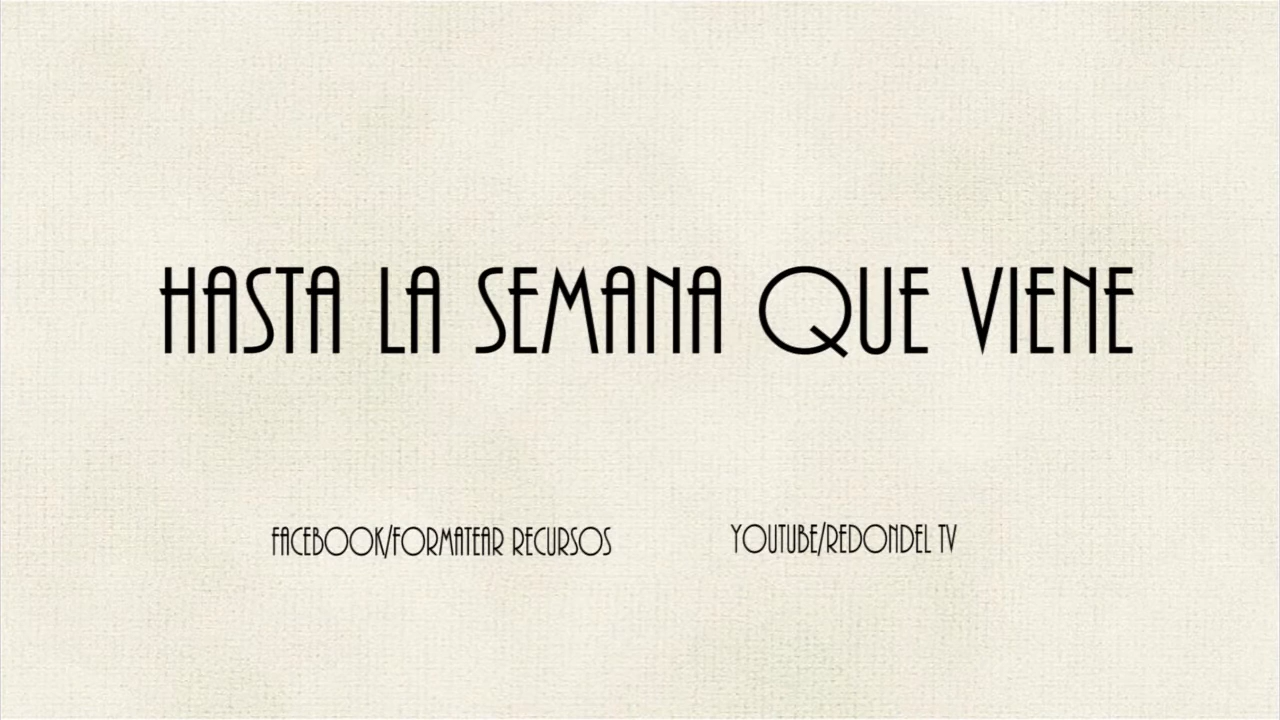 HASTA LA SEMANA QUE VIENE
FACEBOOK/FORMATEAR RECURSOS
YOUTUBE/REDONDEL TV